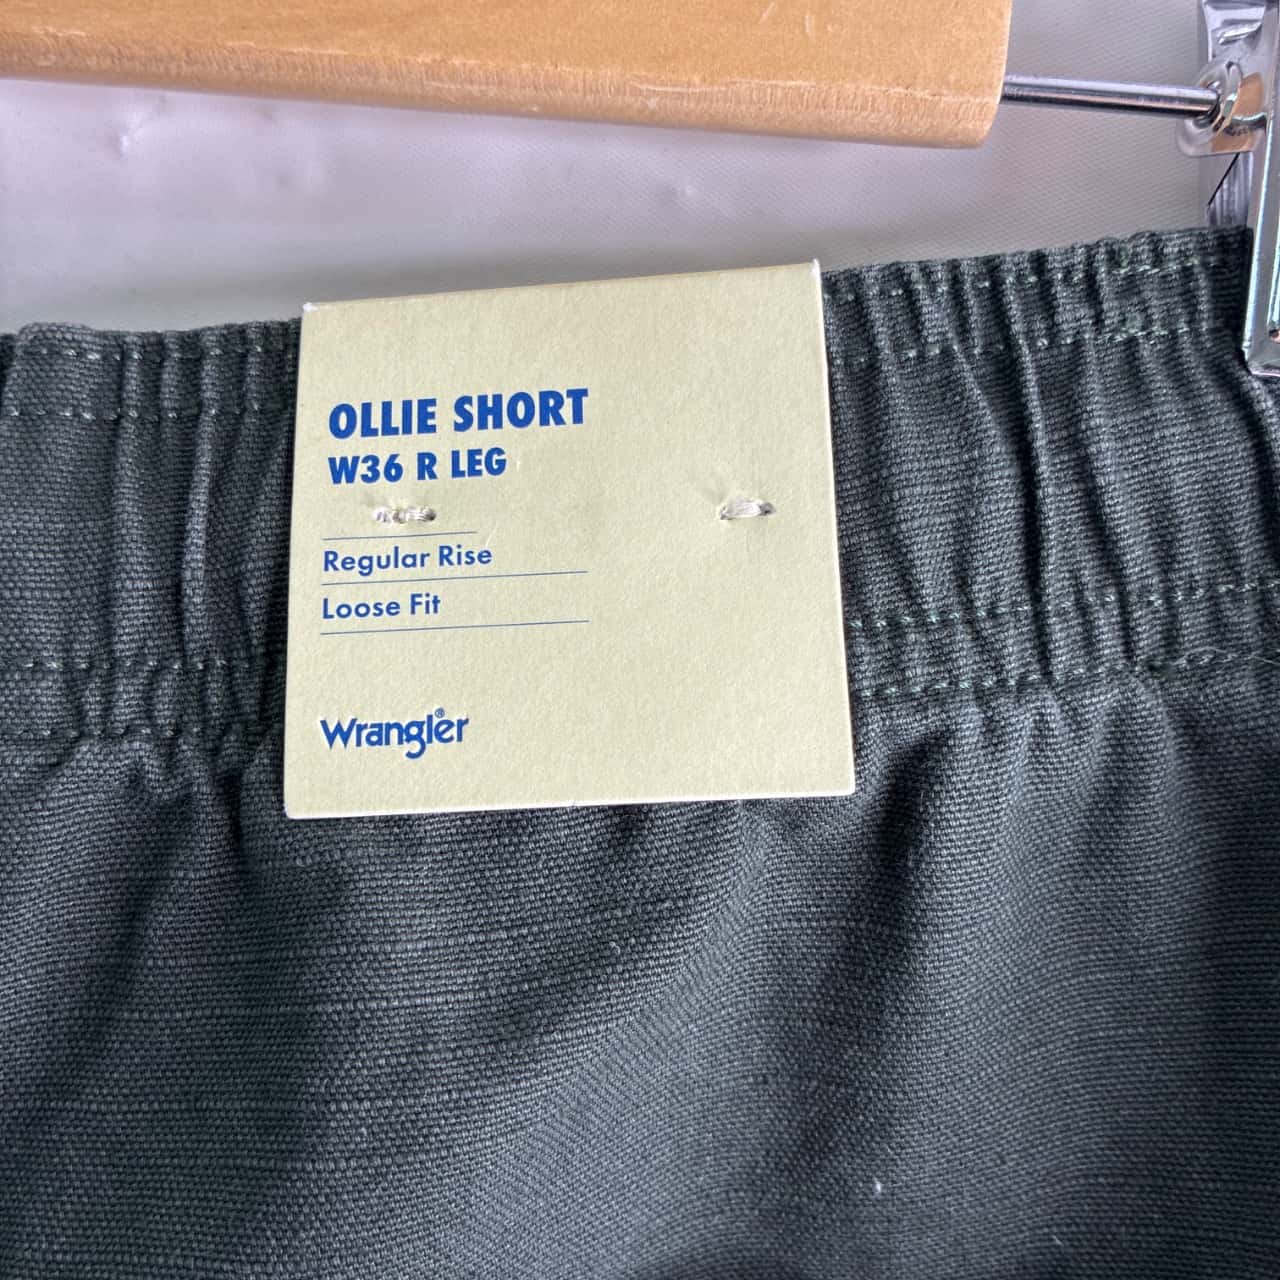 OLLIE SHORT
W36 R LEG
Regular Rise
Loose Fit
Wrangler®